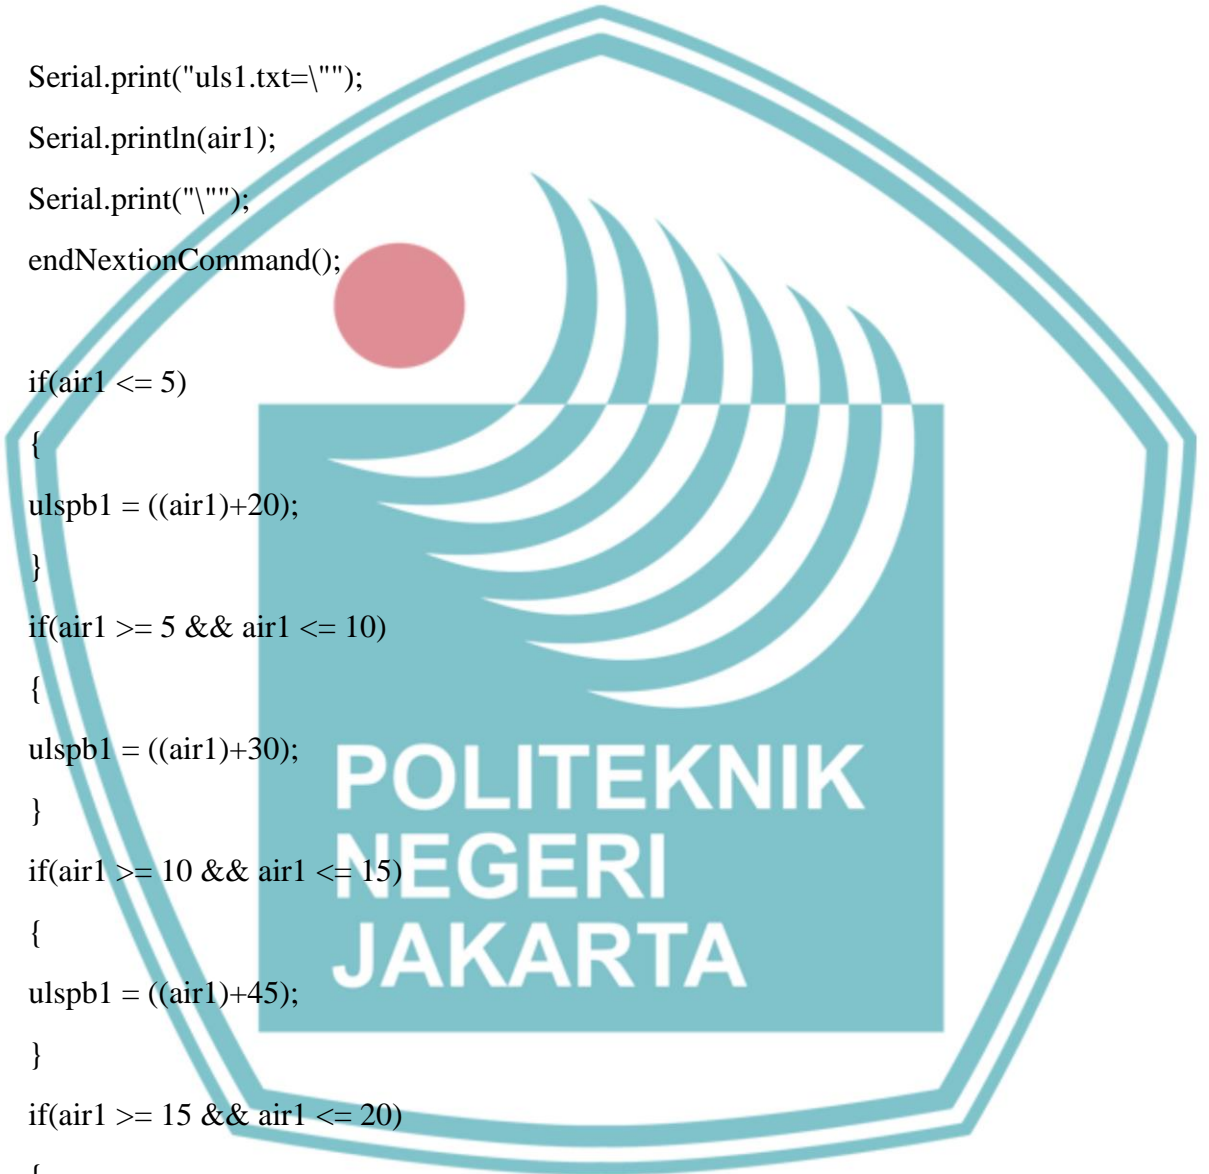 Serial.print("uls1.txt=\"");
Serial.println(air1);
Serial.print("\"");
endNextionCommand();
if(air1 <= 5)
{
ulspb1 = ((air1)+20);
}
if(air1 >= 5 && air1 <= 10)
{
ulspb1 = ((air1)+30);
}
if(air1 >= 10 && air1 <= 15)
{
ulspb1 = ((air1)+45);
}
if(air1 >= 15 && air1 <= 20)
{
POLITEKNIK
NEGERI
JAKARTA